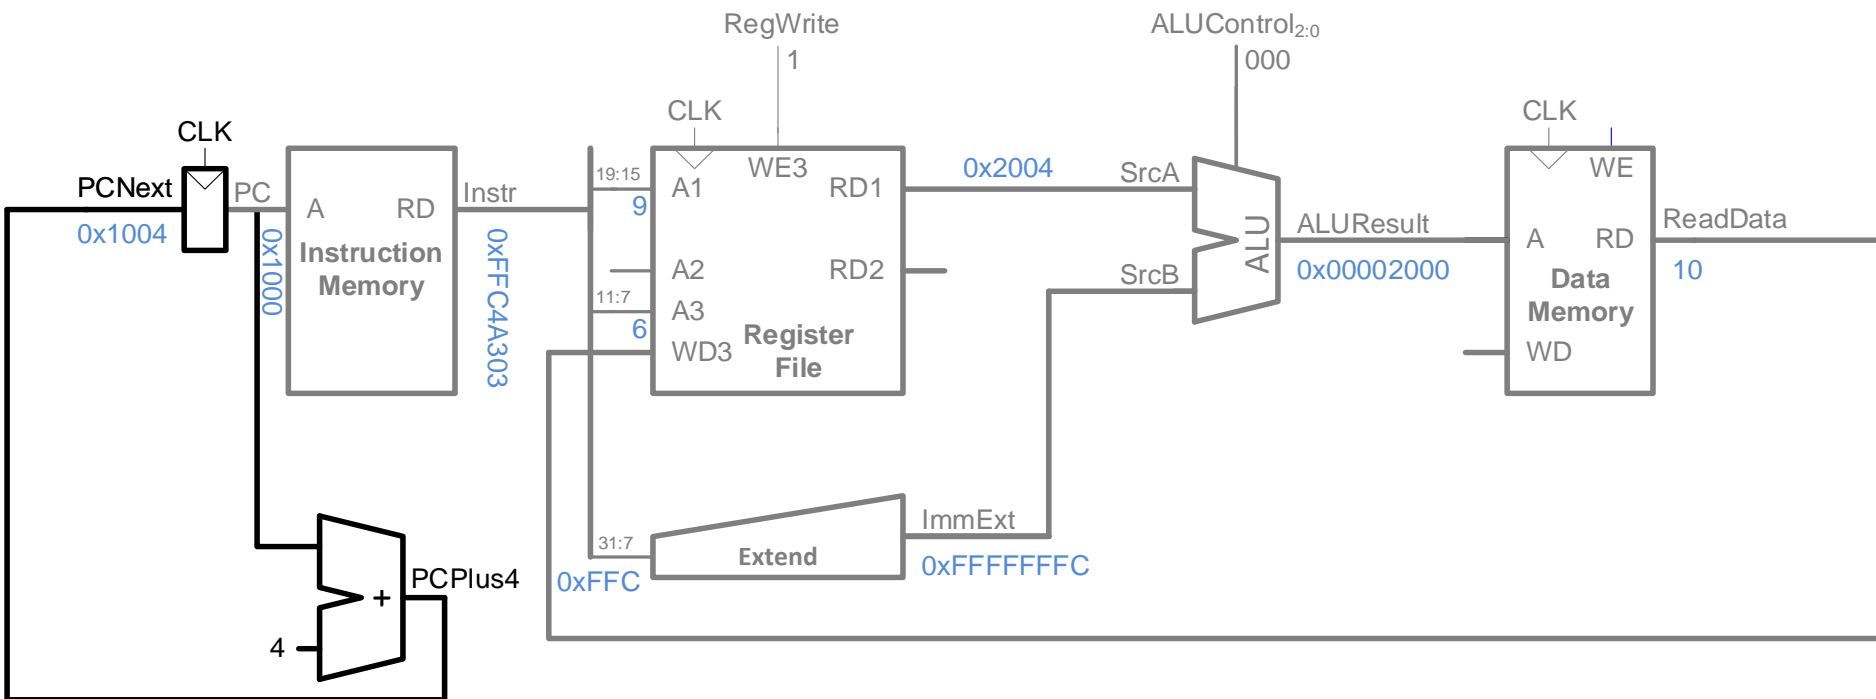 RegWrite
1
ALUControl2:0
000
CLK
PCNext
0x1004
PC
0x1000
A
RD
Instruction
Memory
Instr
0xFFC4A303
19:15
9
11:7
6
31:7
0xFFC
CLK
WE3
A1
RD1
A2
RD2
A3
WD3
Register
File
0x2004
SrcA
SrcB
ALU
ALUResult
0x00002000
CLK
WE
A
RD
Data
Memory
WD
ReadData
10
Extend
ImmExt
0xFFFFFFFC
PCPlus4
+
4